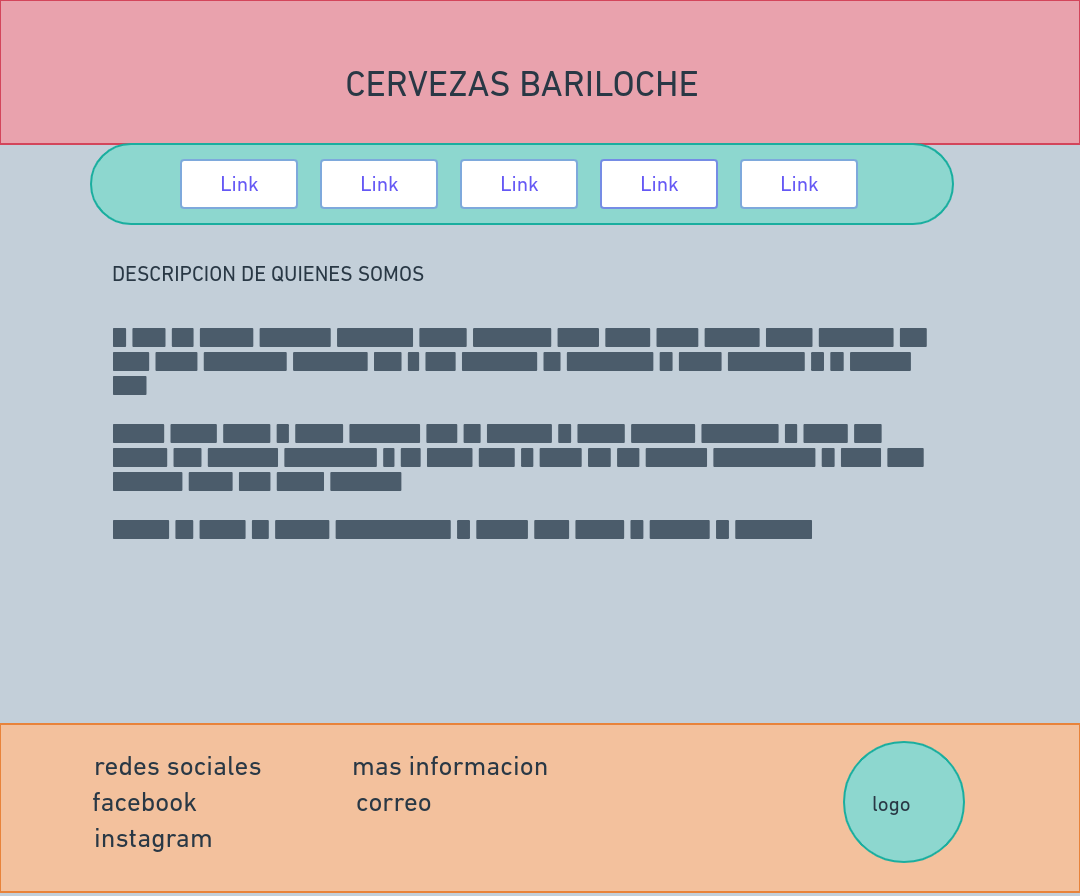 CERVEZAS BARILOCHE
Link Link Link Link Link
DESCRIPCION DE QUIENES SOMOS
redes sociales
facebook
instagram
mas informacion
correo
logo